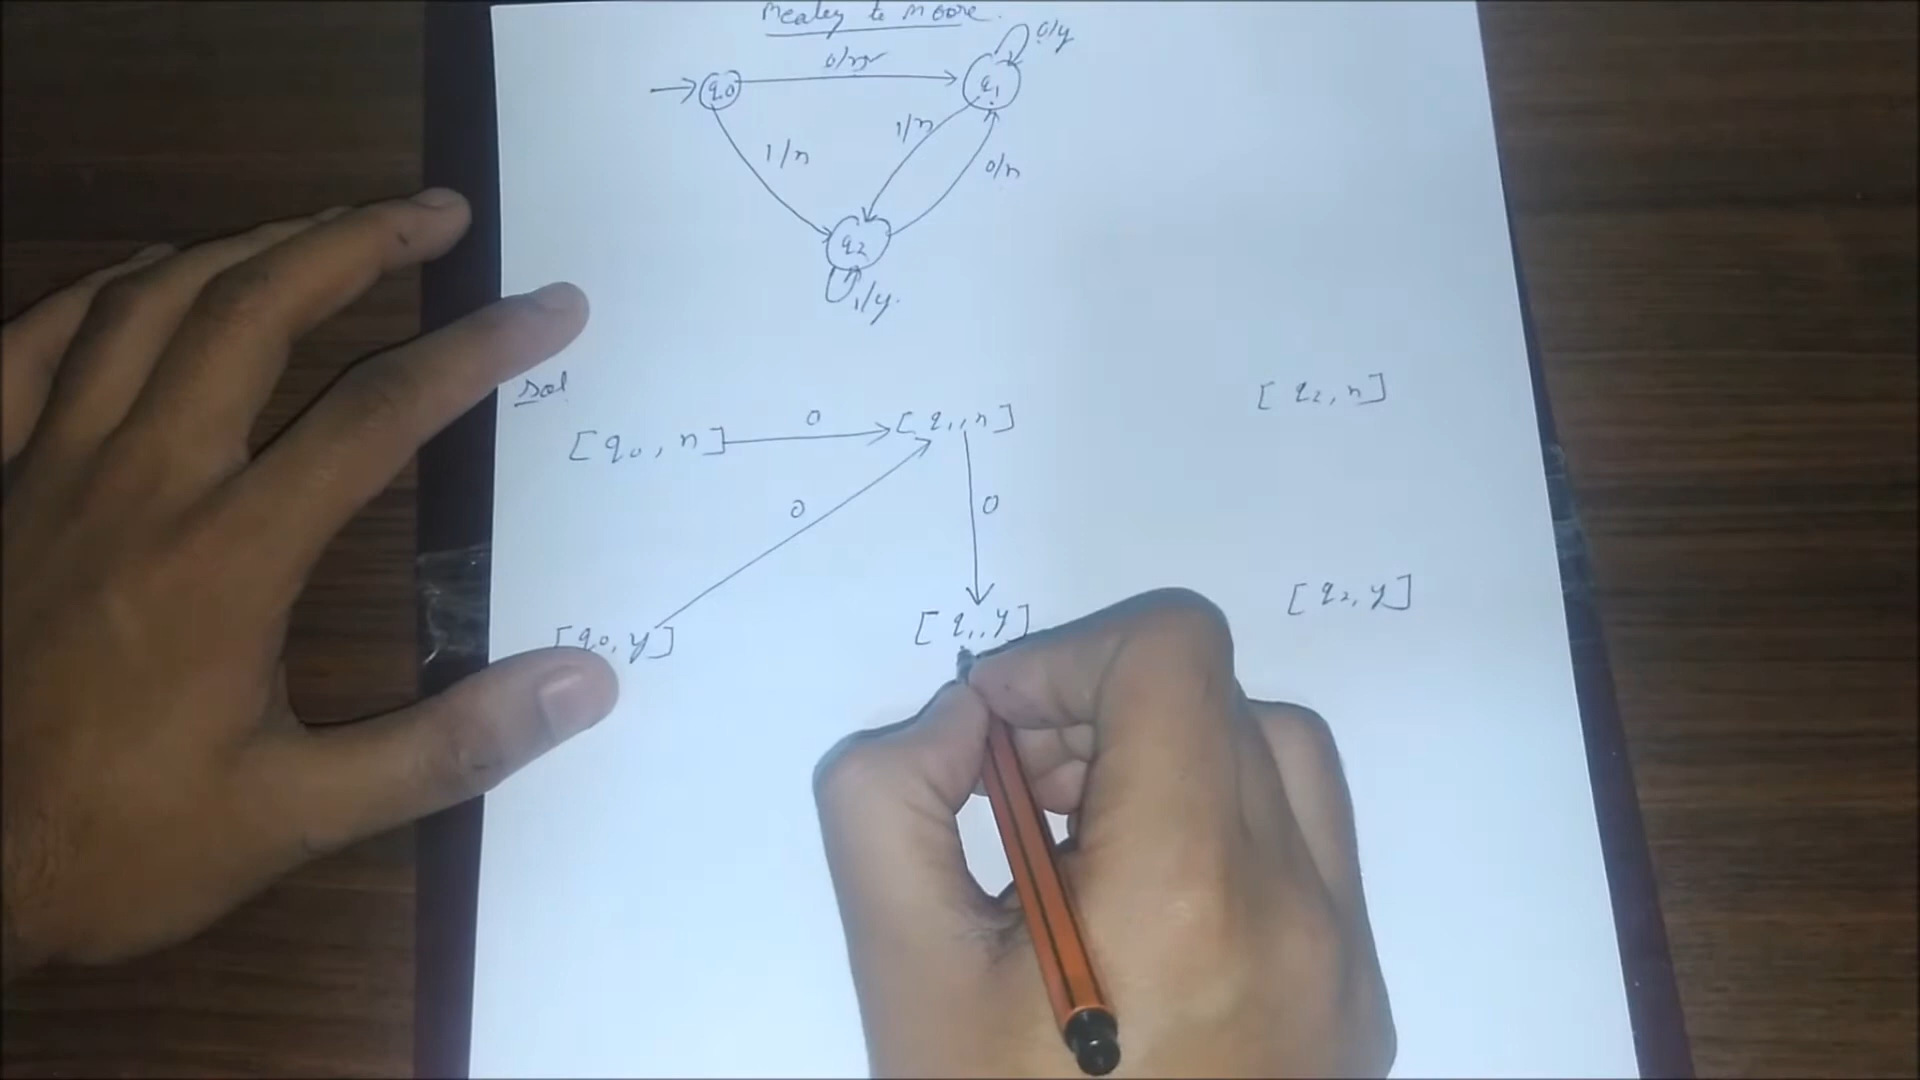 Mealey to Moore.
0/n
0/y
q0
q1
1/n
1/n
0/n
q2
1/y.
Sol
[q0, n]
0
[q1, n]
[q2, n]
0
0
[q0, y]
[q1, y]
[q2, y]